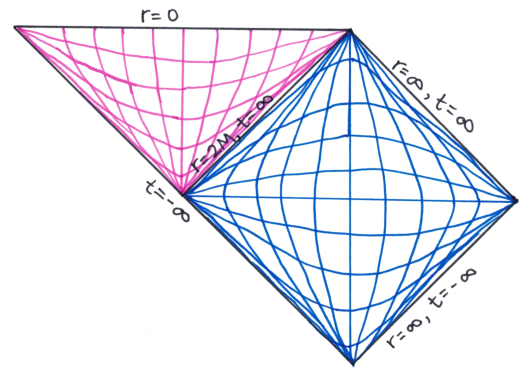 r=0
r=∞, t=∞
r=2M, t=∞
t=-∞
r=∞, t=-∞